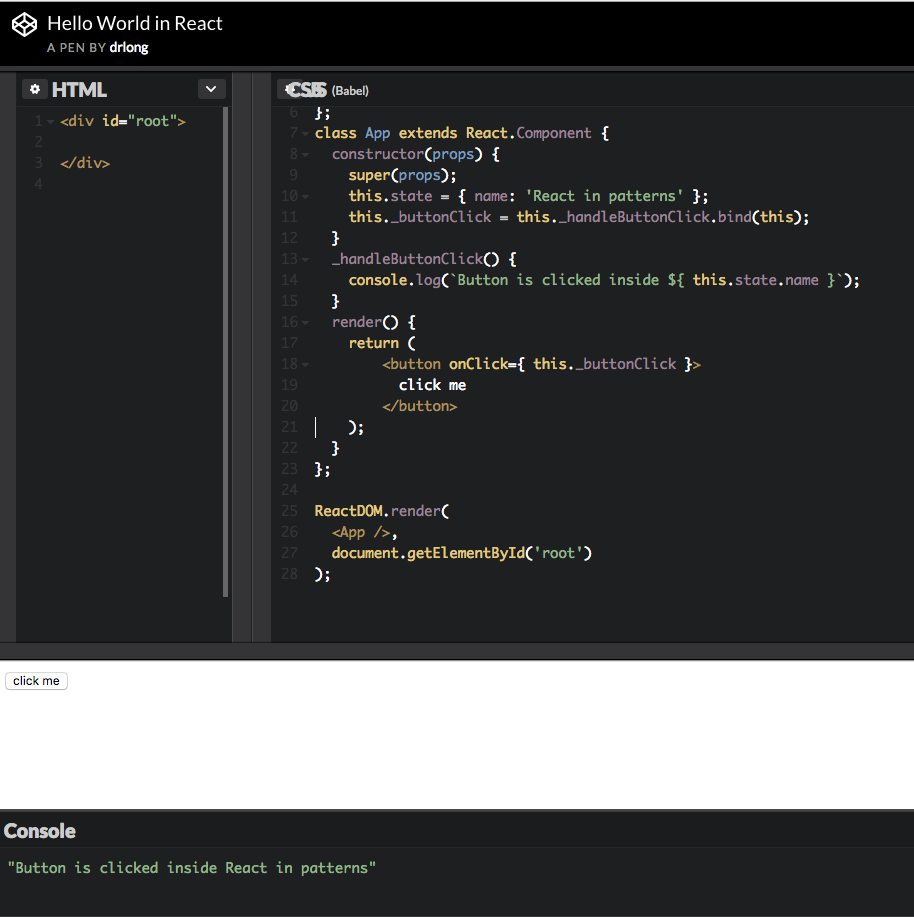 Hello World in React
A PEN BY drlong
HTML
1 <div id="root">
2
3 </div>
4
(Babel)
6 };
7 class App extends React.Component {
8   constructor(props) {
9     super(props);
10     this.state = { name: 'React in patterns' };
11     this._buttonClick = this._handleButtonClick.bind(this);
12   }
13   _handleButtonClick() {
14     console.log(`Button is clicked inside ${ this.state.name }`);
15   }
16   render() {
17     return (
18         <button onClick={ this._buttonClick }>
19           click me
20         </button>
21     );
22   }
23 };
24
25 ReactDOM.render(
26   <App />,
27   document.getElementById('root')
28 );
click me
Console
"Button is clicked inside React in patterns"